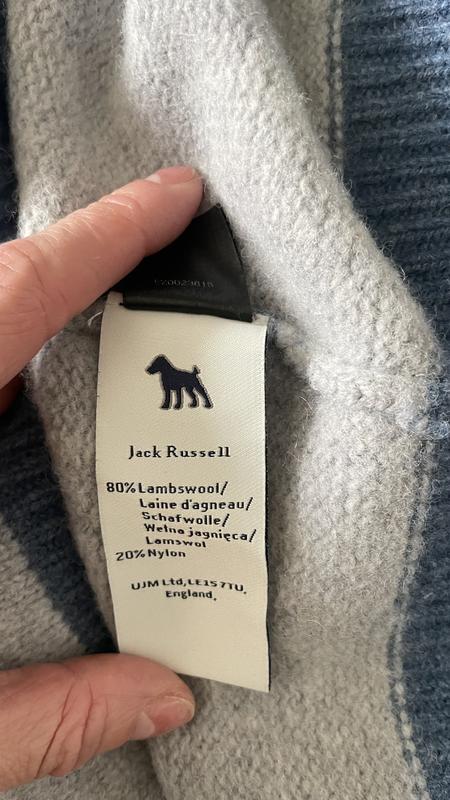 Jack Russell
80% Lambswool/
Laine d'agneau/
Schafwolle/
Wełna jagnięca/
Lamswol
20% Nylon
UJM Ltd, LE15 7TU.
England.